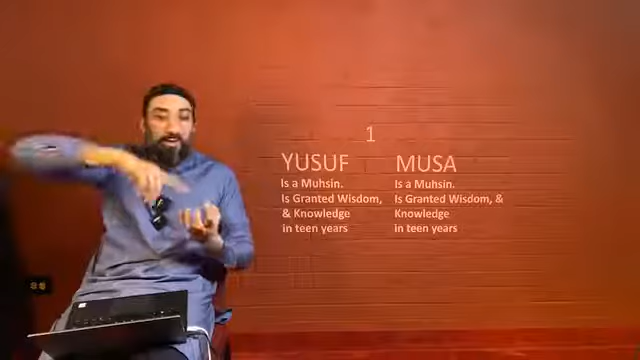 1
YUSUF
Is a Muhsin.
Is Granted Wisdom,
& Knowledge
in teen years
MUSA
Is a Muhsin.
Is Granted Wisdom, &
Knowledge
in teen years